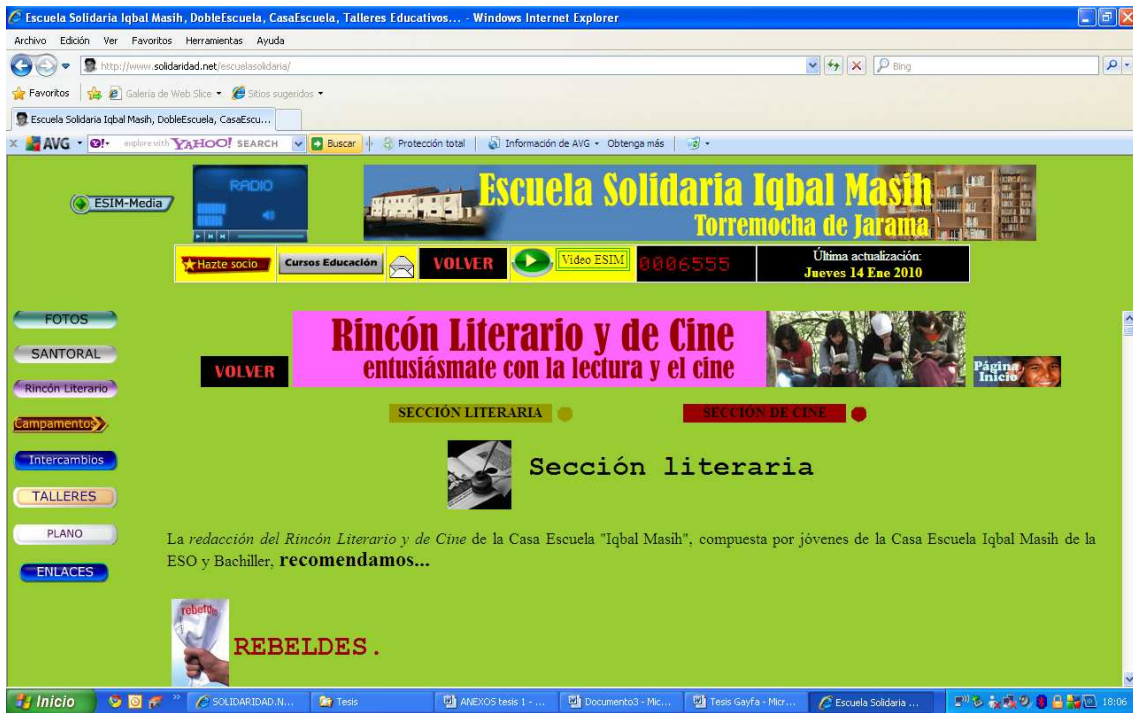 Escuela Solidaria Iqbal Masih, DobleEscuela, CasaEscuela, Talleres Educativos... - Windows Internet Explorer
Archivo Edición Ver Favoritos Herramientas Ayuda
http://www.solidaridad.net/escuelasolidaria/
Bing
Favoritos Galería de Web Slice Sitios sugeridos
Escuela Solidaria Iqbal Masih, DobleEscuela, CasaEscu...
AVG Y! explore with YAHOO! SEARCH Buscar Protección total Información de AVG Obtenga más
RADIO
ESIM-Media
Escuela Solidaria Iqbal Masih
Torremocha de Jarama
Hazte socio Cursos Educación VOLVER Video ESIM 0006555 Última actualización:
Jueves 14 Ene 2010
FOTOS
SANTORAL
Rincón Literario
Campamentos
Intercambios
TALLERES
PLANO
ENLACES
VOLVER
Rincón Literario y de Cine
entusiásmate con la lectura y el cine
Página
Inicio
SECCIÓN LITERARIA SECCIÓN DE CINE
Sección literaria
La redacción del Rincón Literario y de Cine de la Casa Escuela "Iqbal Masih", compuesta por jóvenes de la Casa Escuela Iqbal Masih de la
ESO y Bachiller, recomendamos...
rebeldes
REBELDES.
Inicio SOLIDARIDAD.N... Tesis ANEXOS tesis 1 - ... Documento3 - Mic... Tesis Gayfa - Micr... Escuela Solidaria ... 18:06